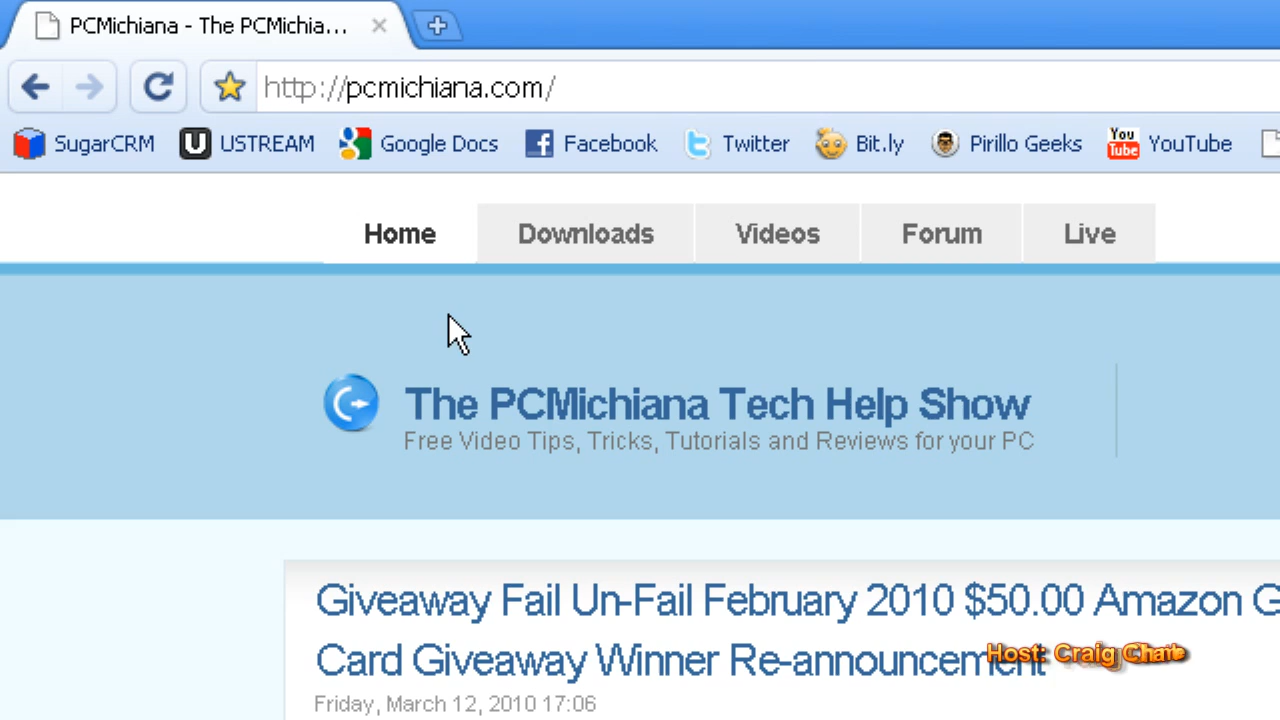 PCMichiana - The PCMichia...
http://pcmichiana.com/
SugarCRM USTREAM Google Docs Facebook Twitter Bit.ly Pirillo Geeks You Tube YouTube
Home Downloads Videos Forum Live
The PCMichiana Tech Help Show
Free Video Tips, Tricks, Tutorials and Reviews for your PC
Giveaway Fail Un-Fail February 2010 $50.00 Amazon G
Card Giveaway Winner Re-announcement
Host: Craig
Friday, March 12, 2010 17:06